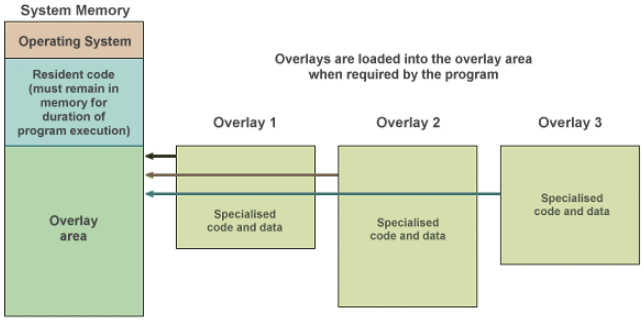 System Memory
Operating System
Resident code
(must remain in
memory for
duration of
program execution)
Overlay
area
Overlays are loaded into the overlay area
when required by the program
Overlay 1
Overlay 2
Overlay 3
Specialised
code and data
Specialised
code and data
Specialised
code and data